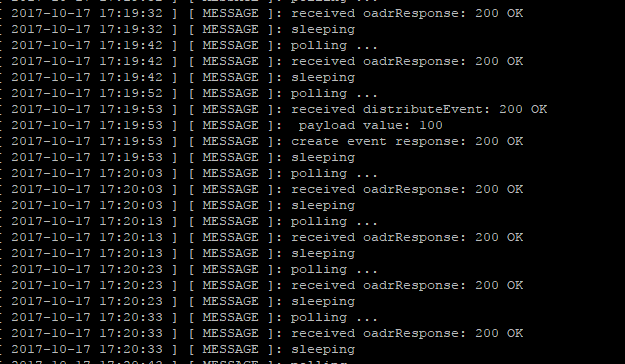 [ 2017-10-17 17:19:32 ] [ MESSAGE ]: received oadrResponse: 200 OK
[ 2017-10-17 17:19:32 ] [ MESSAGE ]: sleeping
[ 2017-10-17 17:19:42 ] [ MESSAGE ]: polling ...
[ 2017-10-17 17:19:42 ] [ MESSAGE ]: received oadrResponse: 200 OK
[ 2017-10-17 17:19:42 ] [ MESSAGE ]: sleeping
[ 2017-10-17 17:19:52 ] [ MESSAGE ]: polling ...
[ 2017-10-17 17:19:53 ] [ MESSAGE ]: received distributeEvent: 200 OK
[ 2017-10-17 17:19:53 ] [ MESSAGE ]:  payload value: 100
[ 2017-10-17 17:19:53 ] [ MESSAGE ]: create event response: 200 OK
[ 2017-10-17 17:19:53 ] [ MESSAGE ]: sleeping
[ 2017-10-17 17:20:03 ] [ MESSAGE ]: polling ...
[ 2017-10-17 17:20:03 ] [ MESSAGE ]: received oadrResponse: 200 OK
[ 2017-10-17 17:20:03 ] [ MESSAGE ]: sleeping
[ 2017-10-17 17:20:13 ] [ MESSAGE ]: polling ...
[ 2017-10-17 17:20:13 ] [ MESSAGE ]: received oadrResponse: 200 OK
[ 2017-10-17 17:20:13 ] [ MESSAGE ]: sleeping
[ 2017-10-17 17:20:23 ] [ MESSAGE ]: polling ...
[ 2017-10-17 17:20:23 ] [ MESSAGE ]: received oadrResponse: 200 OK
[ 2017-10-17 17:20:23 ] [ MESSAGE ]: sleeping
[ 2017-10-17 17:20:33 ] [ MESSAGE ]: polling ...
[ 2017-10-17 17:20:33 ] [ MESSAGE ]: received oadrResponse: 200 OK
[ 2017-10-17 17:20:33 ] [ MESSAGE ]: sleeping